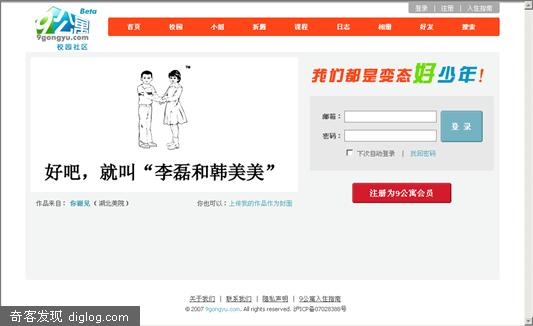 登录 | 注册 | 入住指南
9公寓 Beta
9gongyu.com
校园社区
首页 校园 小组 折腾 课程 日志 相册 好友 搜索
TM
好吧，就叫“李磊和韩美美”
作品来自： （湖北美院）
你也可以：上传我的作品作为封面
我们都是变态好少年！
邮箱：
密码：
登录
下次自动登录 | 找回密码
注册为9公寓会员
关于我们 | 联系我们 | 隐私声明 | 9公寓入住指南
© 2007 9gongyu.com. All rights reserved. 沪ICP备07028388号
奇客发现 diglog.com